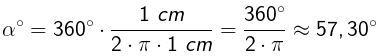 α° = 360° · 1 cm / (2 · π · 1 cm) = 360° / (2 · π) ≈ 57,30°